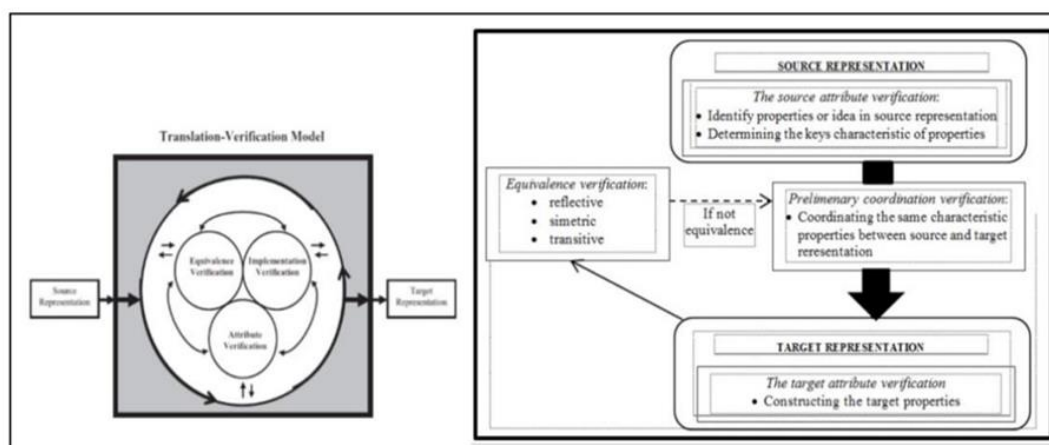 Translation-Verification Model
Source
Representation
Equivalence
Verification
Implementation
Verification
Attribute
Verification
Target
Representation
SOURCE REPRESENTATION
The source attribute verification:
• Identify properties or idea in source representation
• Determining the keys characteristic of properties
Equivalence verification:
• reflective
• simetric
• transitive
If not
equivalence
Prelimenary coordination verification:
• Coordinating the same characteristic
properties between source and target
reresentation
TARGET REPRESENTATION
The target attribute verification
• Constructing the target properties